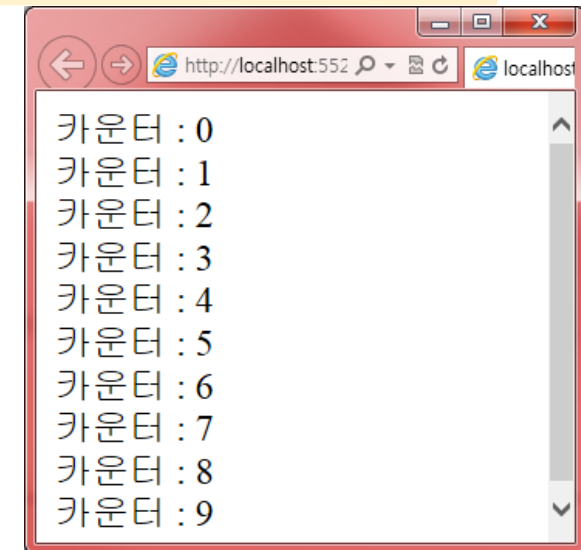 http://localhost:552
localhost
카운터 : 0
카운터 : 1
카운터 : 2
카운터 : 3
카운터 : 4
카운터 : 5
카운터 : 6
카운터 : 7
카운터 : 8
카운터 : 9